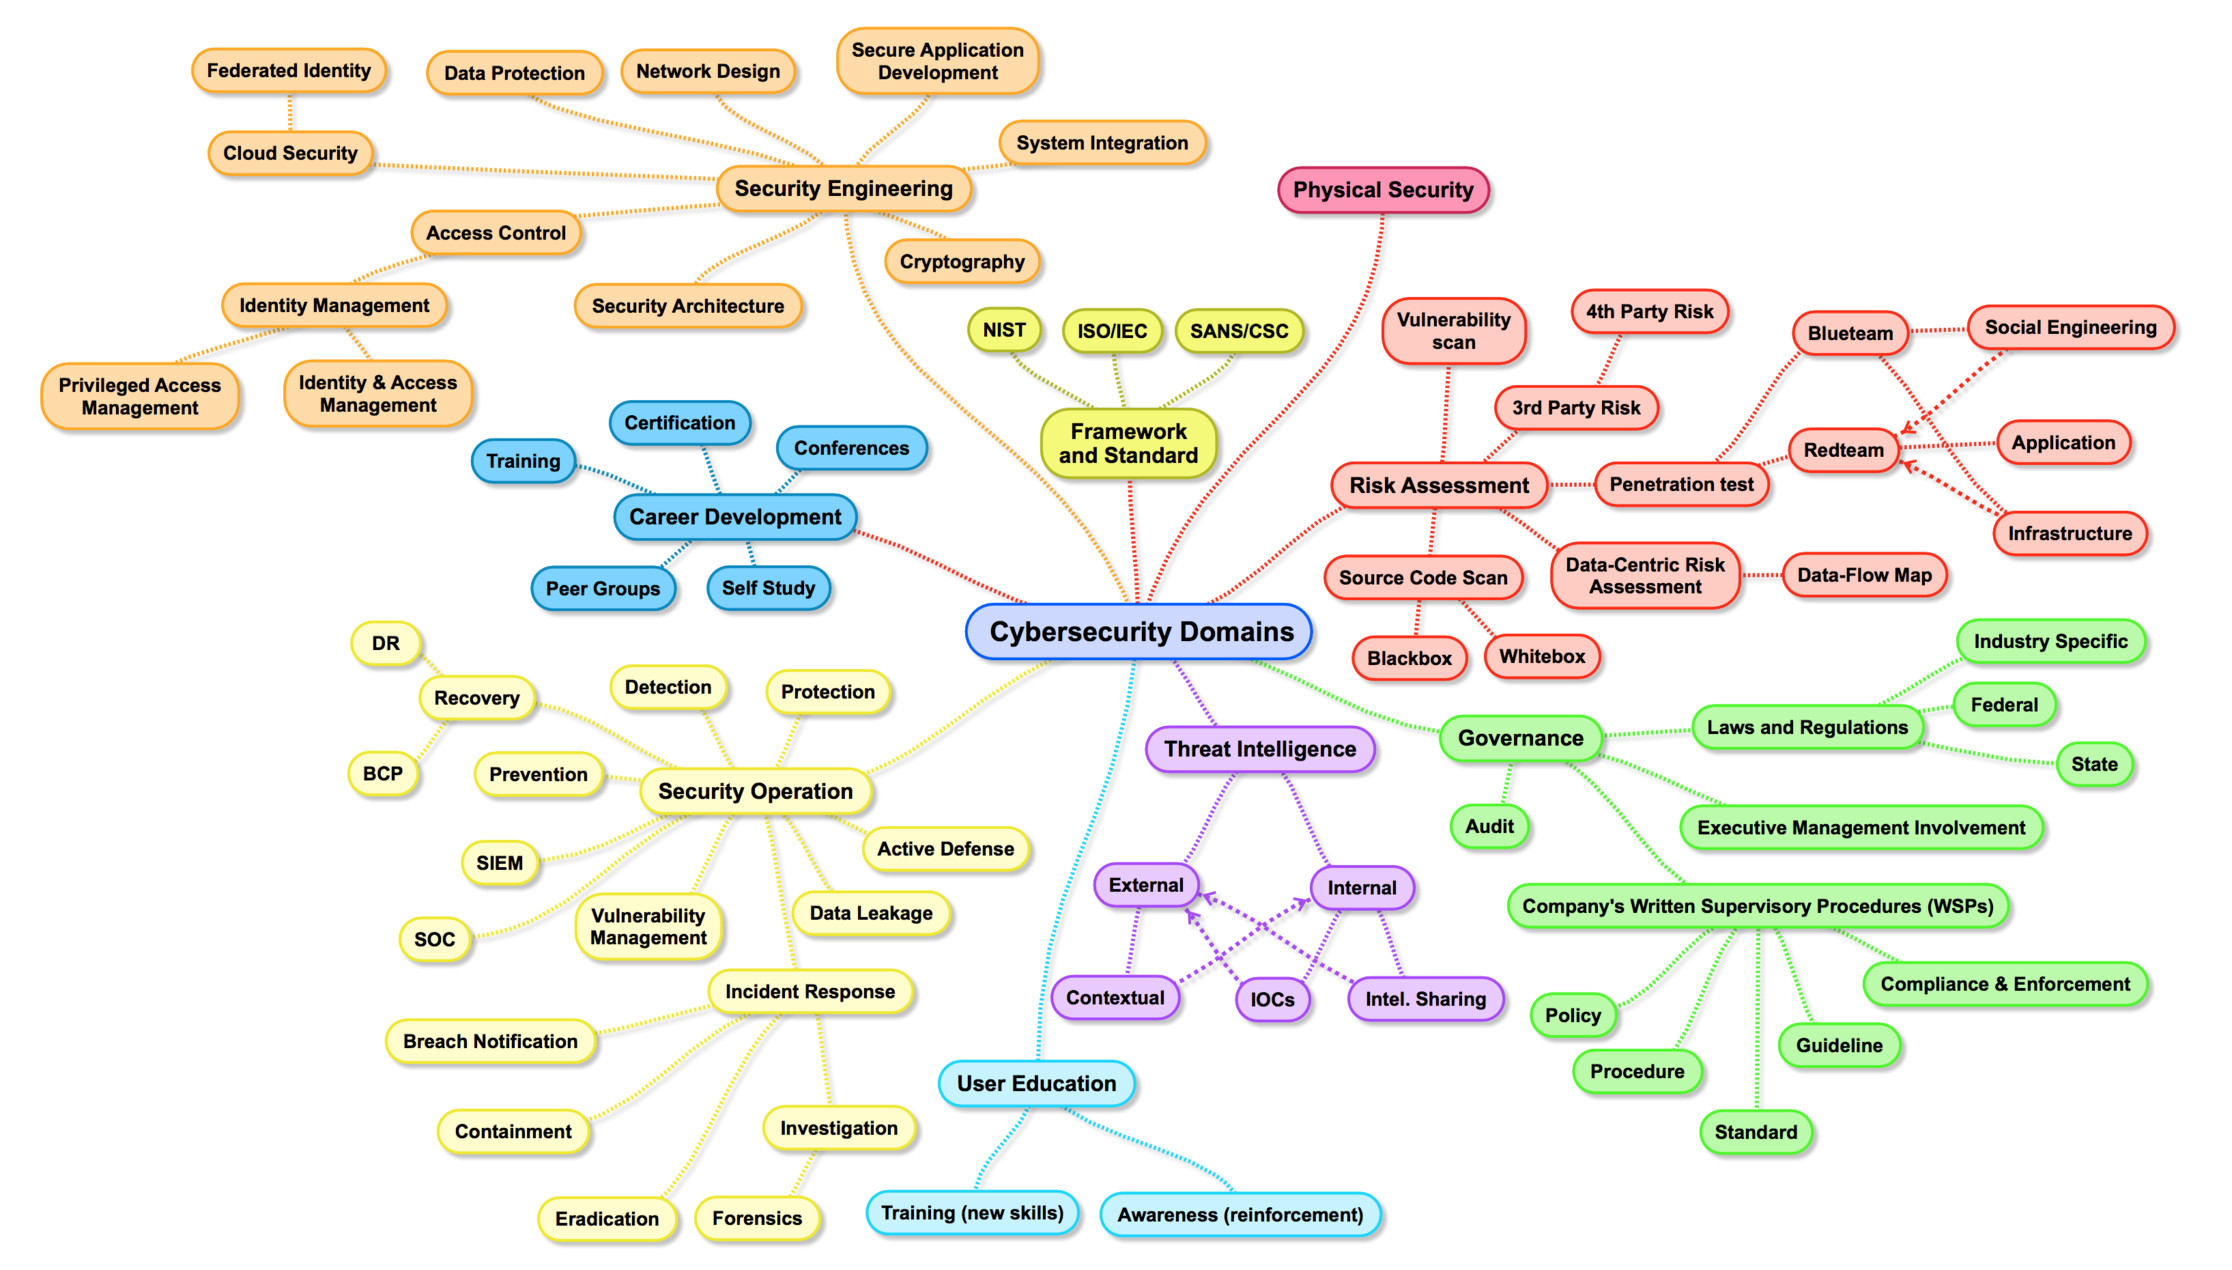 Secure Application
Development
Federated Identity
Data Protection
Network Design
System Integration
Cloud Security
Security Engineering
Physical Security
Access Control
Cryptography
Identity Management
Security Architecture
Privileged Access
Management
Identity & Access
Management
NIST
ISO/IEC
SANS/CSC
Framework
and Standard
Certification
Training
Conferences
Career Development
Peer Groups
Self Study
Vulnerability
scan
4th Party Risk
3rd Party Risk
Blueteam
Social Engineering
Redteam
Application
Risk Assessment
Penetration test
Infrastructure
Source Code Scan
Data-Centric Risk
Assessment
Data-Flow Map
Blackbox
Whitebox
Cybersecurity Domains
DR
Recovery
Detection
Protection
BCP
Prevention
Security Operation
SIEM
Active Defense
SOC
Vulnerability
Management
Data Leakage
Incident Response
Breach Notification
Containment
Investigation
Eradication
Forensics
Threat Intelligence
External
Internal
Contextual
IOCs
Intel. Sharing
User Education
Training (new skills)
Awareness (reinforcement)
Industry Specific
Federal
Laws and Regulations
Governance
State
Audit
Executive Management Involvement
Company's Written Supervisory Procedures (WSPs)
Compliance & Enforcement
Policy
Guideline
Procedure
Standard